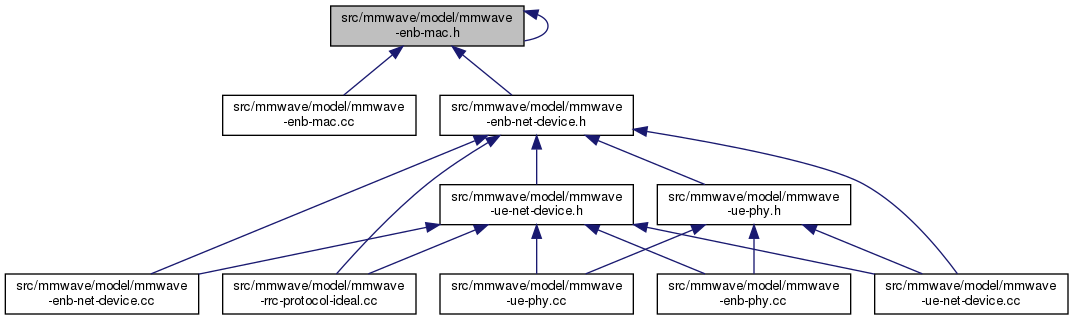 src/mmwave/model/mmwave
-enb-mac.h
src/mmwave/model/mmwave
-enb-mac.cc
src/mmwave/model/mmwave
-enb-net-device.h
src/mmwave/model/mmwave
-ue-net-device.h
src/mmwave/model/mmwave
-ue-phy.h
src/mmwave/model/mmwave
-enb-net-device.cc
src/mmwave/model/mmwave
-rrc-protocol-ideal.cc
src/mmwave/model/mmwave
-ue-phy.cc
src/mmwave/model/mmwave
-enb-phy.cc
src/mmwave/model/mmwave
-ue-net-device.cc